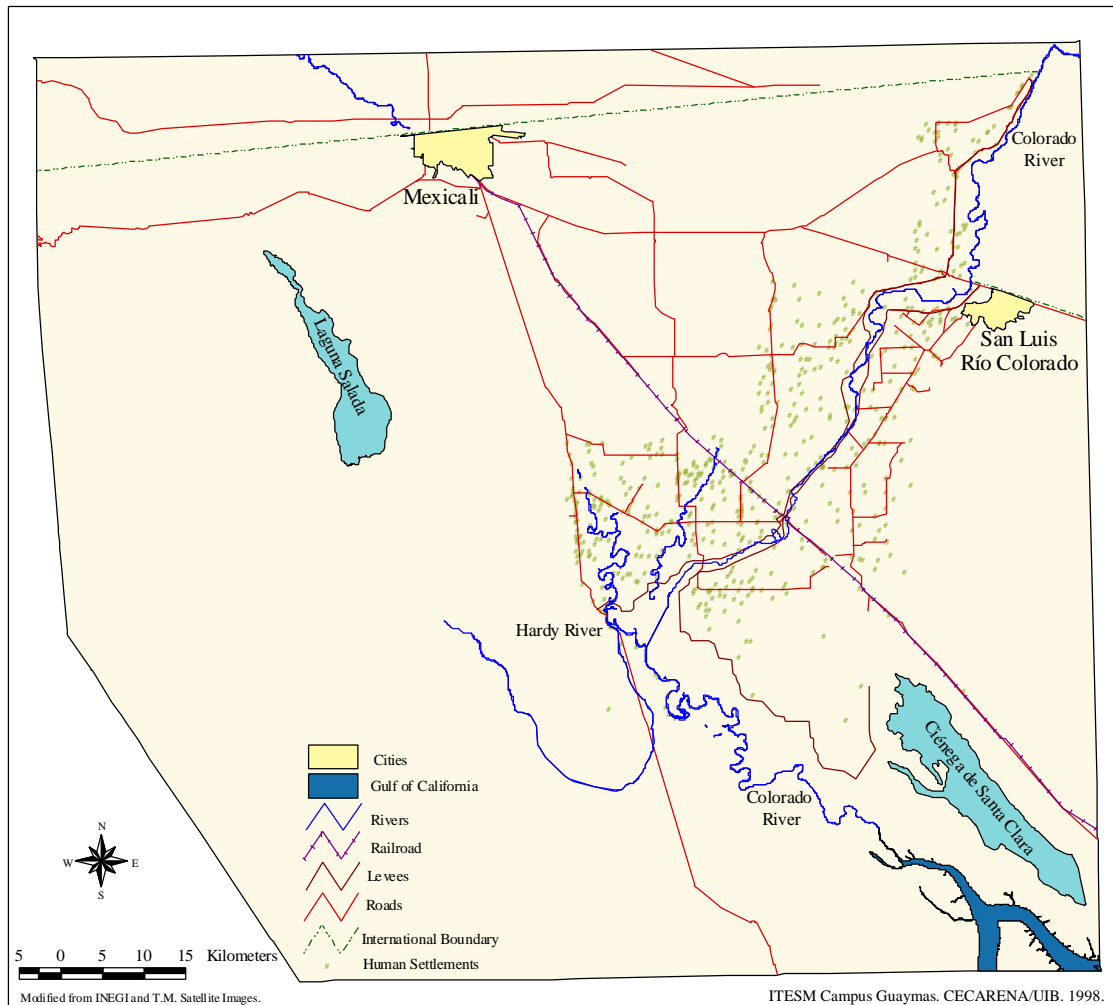 Colorado
River
Mexicali
Laguna Salada
San Luis
Río Colorado
Hardy River
Ciénega de Santa Clara
Colorado
River
Cities
Gulf of California
Rivers
Railroad
Levees
Roads
International Boundary
Human Settlements
N
W E
S
5 0 5 10 15 Kilometers
Modified from INEGI and T.M. Satellite Images.
ITESM Campus Guaymas. CECARENA/UIB. 1998